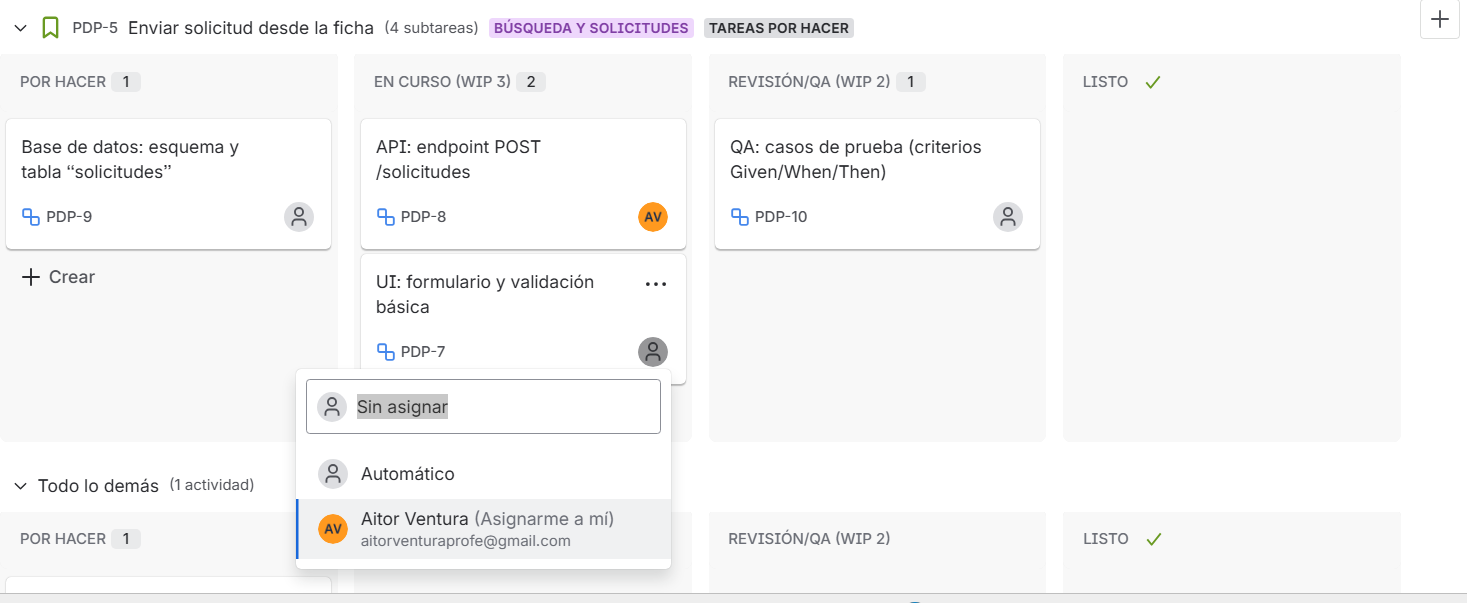 PDP-5 Enviar solicitud desde la ficha (4 subtareas) BÚSQUEDA Y SOLICITUDES TAREAS POR HACER
POR HACER 1
EN CURSO (WIP 3) 2
REVISIÓN/QA (WIP 2) 1
LISTO
Base de datos: esquema y
tabla “solicitudes”
PDP-9
Crear
API: endpoint POST
/solicitudes
PDP-8 AV
UI: formulario y validación
básica
PDP-7
QA: casos de prueba (criterios
Given/When/Then)
PDP-10
Sin asignar
Automático
AV Aitor Ventura (Asignarme a mí)
aitorventuraprofe@gmail.com
Todo lo demás (1 actividad)
POR HACER 1
REVISIÓN/QA (WIP 2)
LISTO